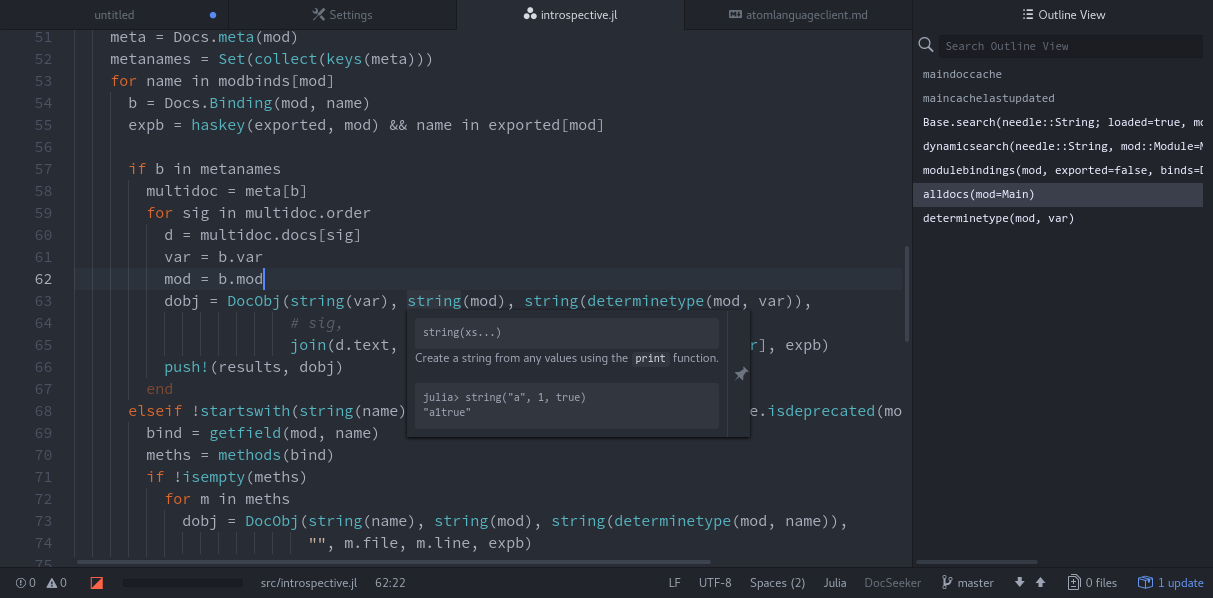 untitled
Settings
introspective.jl
atomlanguageclient.md
Outline View
51 meta = Docs.meta(mod)
52 metanames = Set(collect(keys(meta)))
53 for name in modbinds[mod]
54 b = Docs.Binding(mod, name)
55 expb = haskey(exported, mod) && name in exported[mod]
56
57 if b in metanames
58 multidoc = meta[b]
59 for sig in multidoc.order
60 d = multidoc.docs[sig]
61 var = b.var
62 mod = b.mod
63 dobj = DocObj(string(var), string(mod), string(determinetype(mod, var)),
64 # sig,
65 join(d.text, r], expb)
66 push!(results, dobj)
67 end
68 elseif !startswith(string(name) e.isdeprecated(mo
69 bind = getfield(mod, name)
70 meths = methods(bind)
71 if !isempty(meths)
72 for m in meths
73 dobj = DocObj(string(name), string(mod), string(determinetype(mod, name)),
74 "", m.file, m.line, expb)
75
string(xs...)
Create a string from any values using the print function.
julia> string("a", 1, true)
"a1true"
Search Outline View
maindoccache
maincachelastupdated
Base.search(needle::String; loaded=true, mo
dynamicsearch(needle::String, mod::Module=M
modulebindings(mod, exported=false, binds=D
alldocs(mod=Main)
determinetype(mod, var)
0 0 src/introspective.jl 62:22 LF UTF-8 Spaces (2) Julia DocSeeker master 0 files 1 update